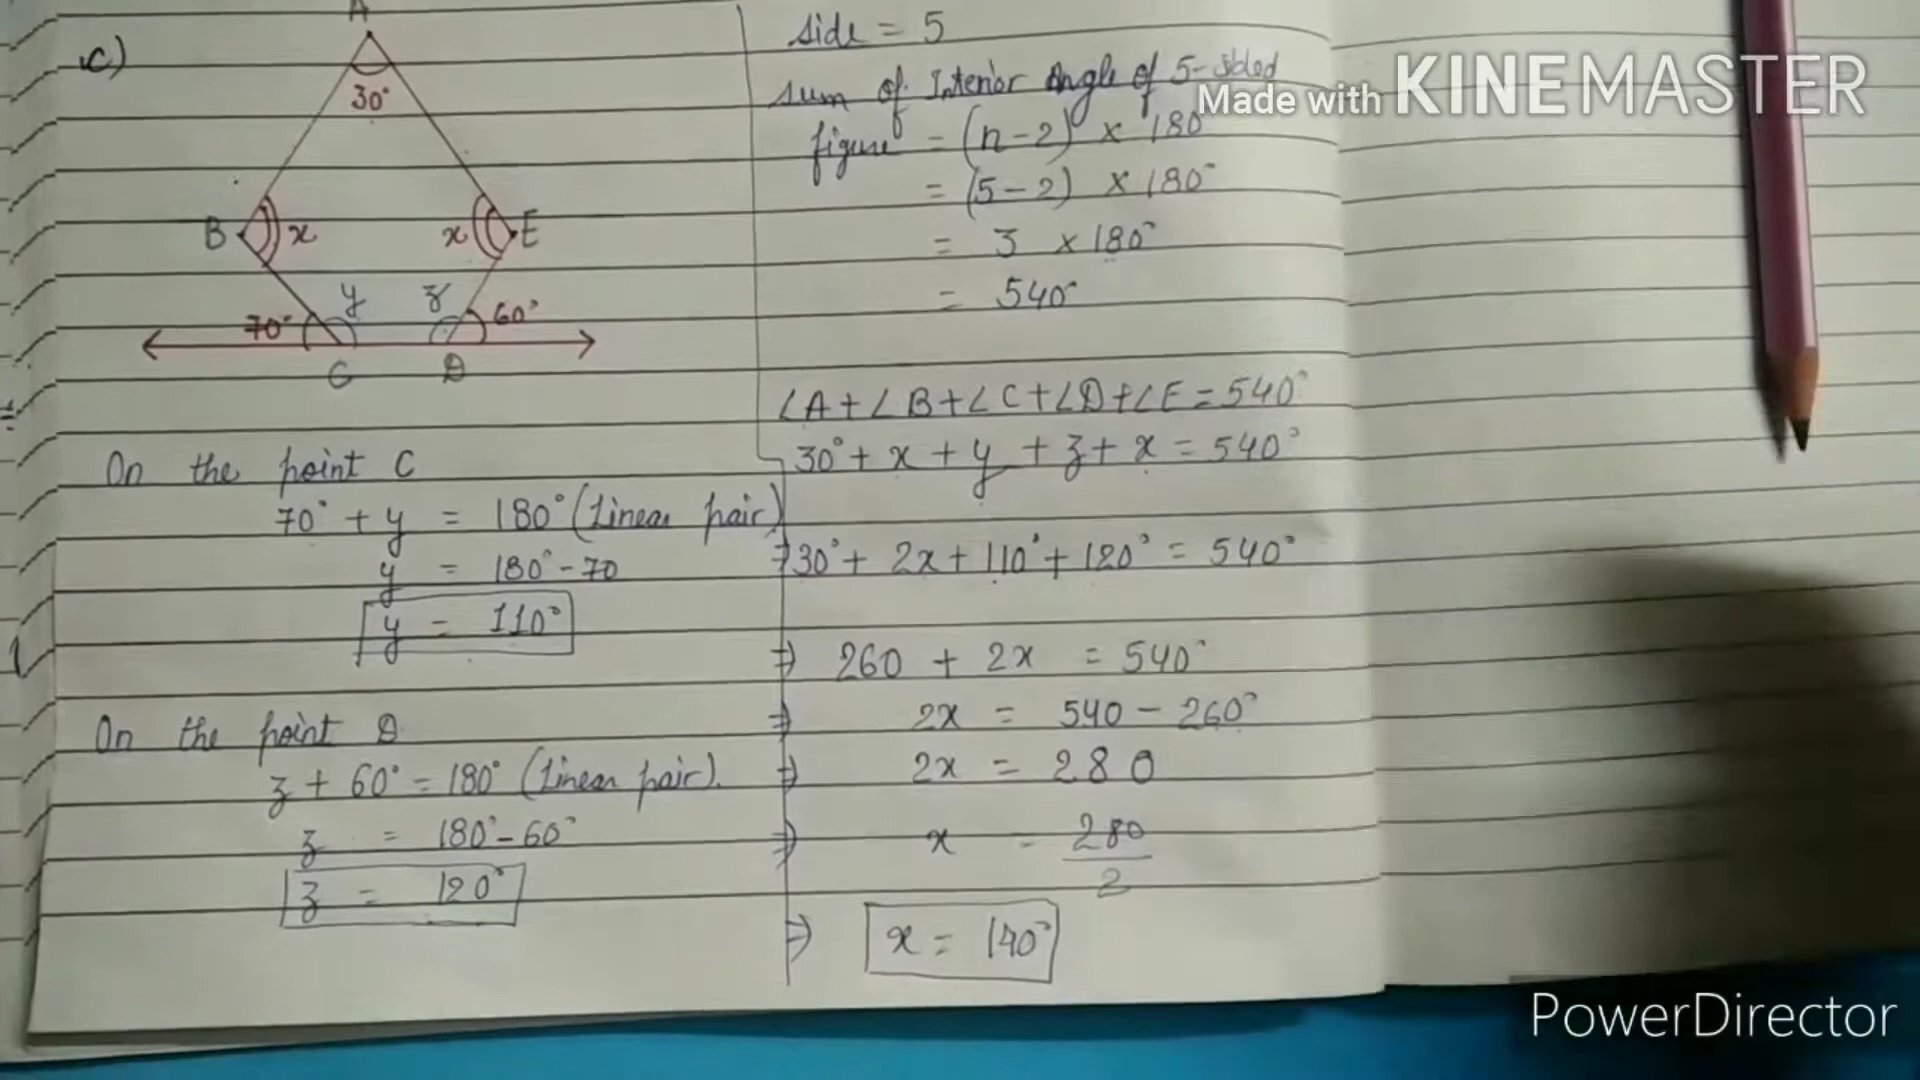 c)
A
30°
B x x E
y z
70° 60°
C D
On the point C
70° + y = 180° (Linear pair)
y = 180° - 70
y = 110°
On the point D
z + 60° = 180° (Linear pair).
z = 180° - 60°
z = 120°
side = 5
sum of Interior Angle of 5-sided
figure = (n-2) × 180°
= (5-2) × 180°
= 3 × 180°
= 540°
∠A+∠B+∠C+∠D+∠E = 540°
30° + x + y + z + x = 540°
⇒ 30° + 2x + 110° + 120° = 540°
⇒ 260 + 2x = 540°
⇒ 2x = 540 - 260°
⇒ 2x = 280
⇒ x = 280/2
⇒ x = 140°
Made with KINEMASTER
PowerDirector